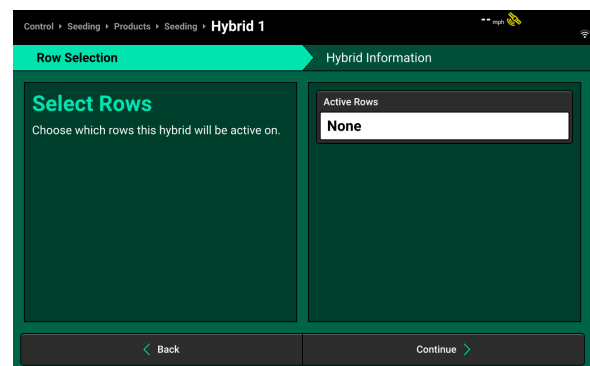 Control ▸ Seeding ▸ Products ▸ Seeding ▸ Hybrid 1
-- mph
Row Selection
Hybrid Information
Select Rows
Choose which rows this hybrid will be active on.
Active Rows
None
Back
Continue